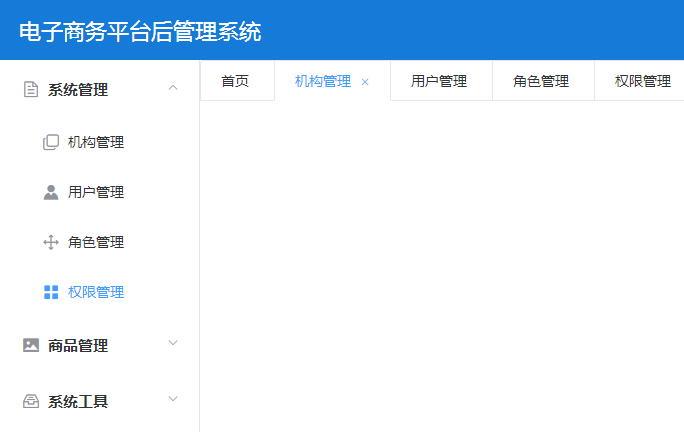 电子商务平台后管理系统
系统管理
机构管理
用户管理
角色管理
权限管理
商品管理
系统工具
首页 机构管理 × 用户管理 角色管理 权限管理